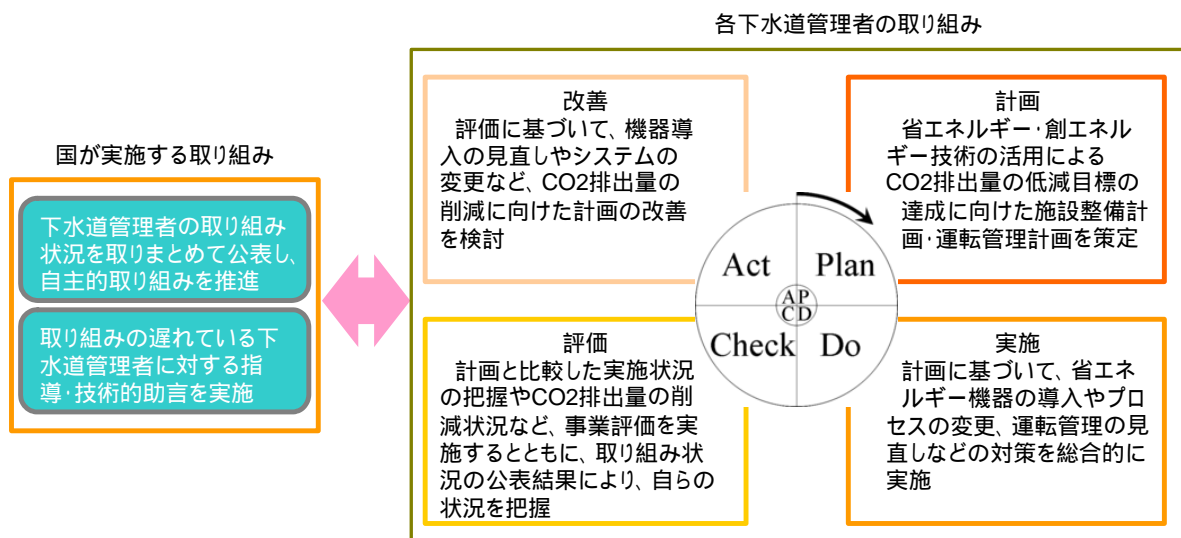 各下水道管理者の取り組み
国が実施する取り組み
下水道管理者の取り組み
状況を取りまとめて公表し、
自主的取り組みを推進
取り組みの遅れている下
水道管理者に対する指
導・技術的助言を実施
改善
評価に基づいて、機器導
入の見直しやシステムの
変更など、CO2排出量の
削減に向けた計画の改善
を検討
計画
省エネルギー・創エネル
ギー技術の活用による
CO2排出量の低減目標の
達成に向けた施設整備計
画・運転管理計画を策定
Act
Plan
A P
C D
Check
Do
評価
計画と比較した実施状況
の把握やCO2排出量の削
減状況など、事業評価を実
施するとともに、取り組み状
況の公表結果により、自らの
状況を把握
実施
計画に基づいて、省エネ
ルギー機器の導入やプロ
セスの変更、運転管理の見
直しなどの対策を総合的に
実施